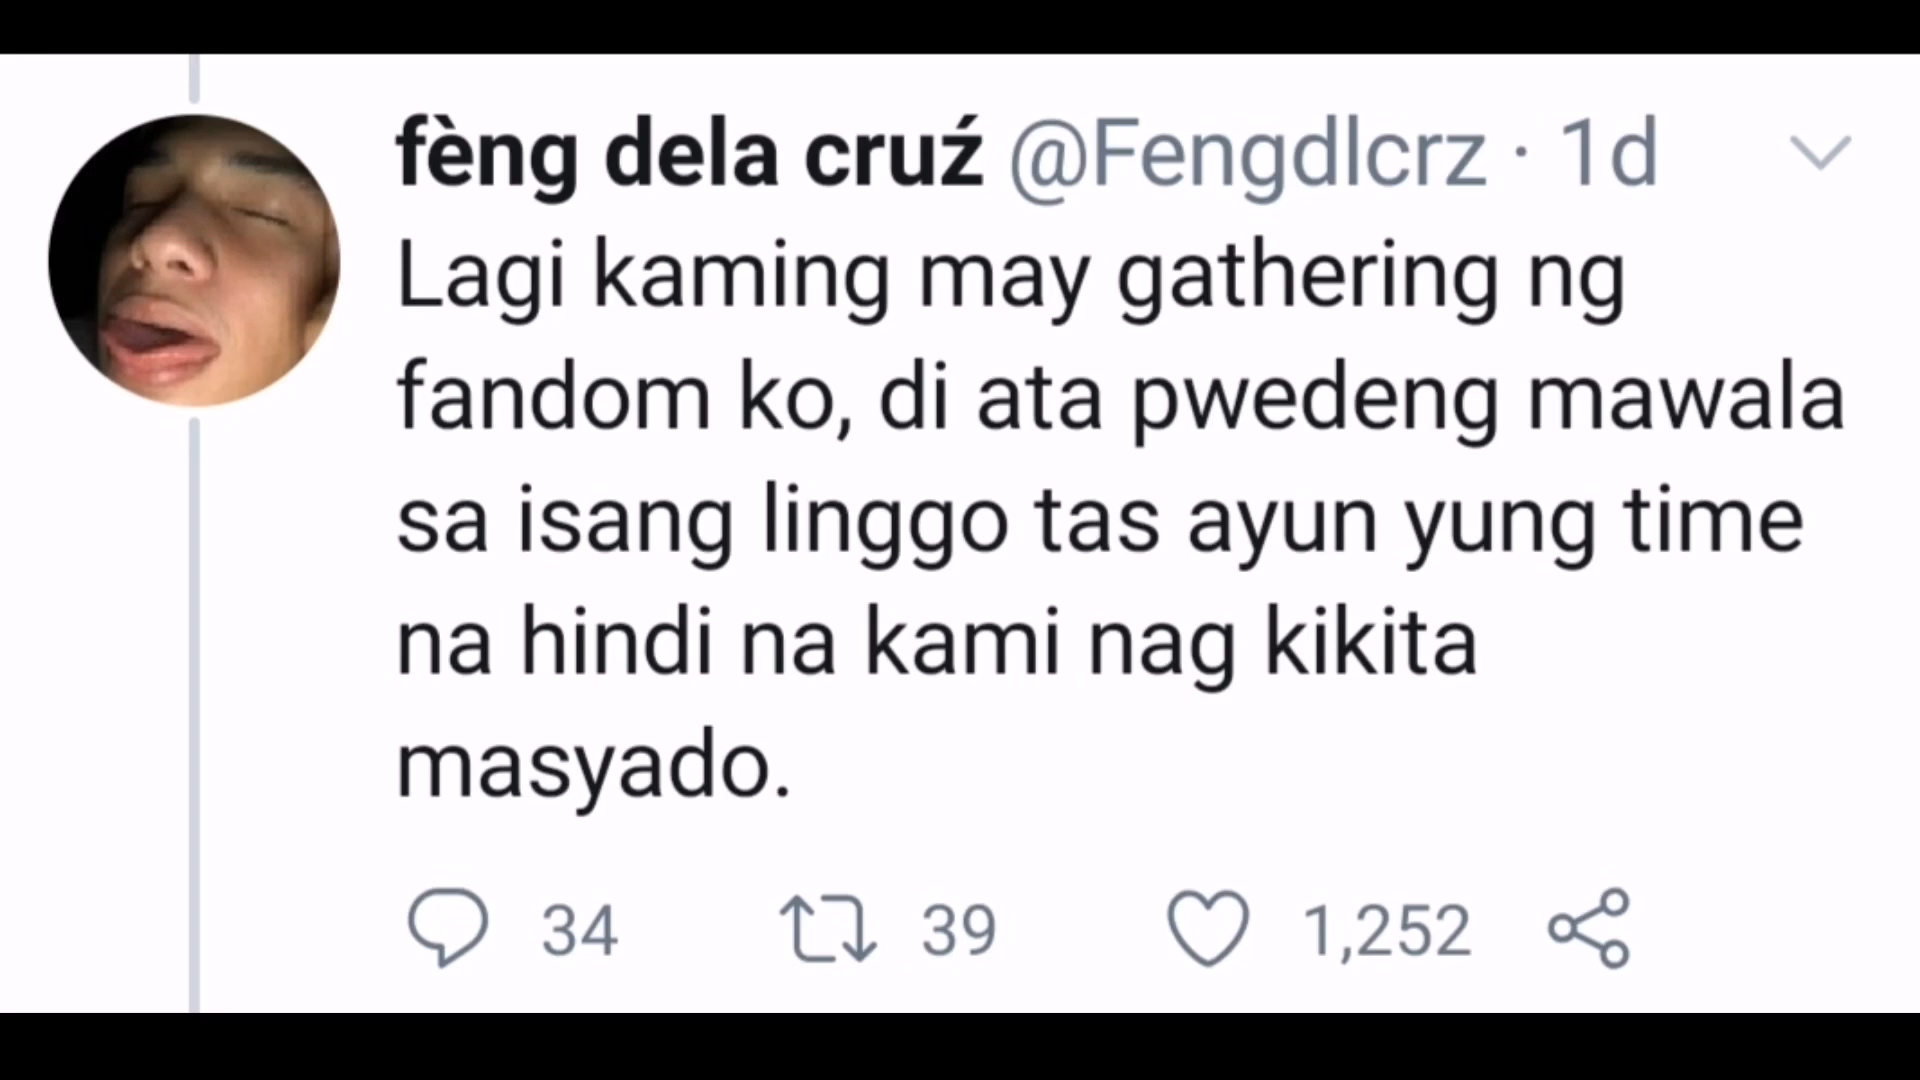 fèng dela cruź @Fengdlcrz · 1d
Lagi kaming may gathering ng
fandom ko, di ata pwedeng mawala
sa isang linggo tas ayun yung time
na hindi na kami nag kikita
masyado.
34 39 1,252